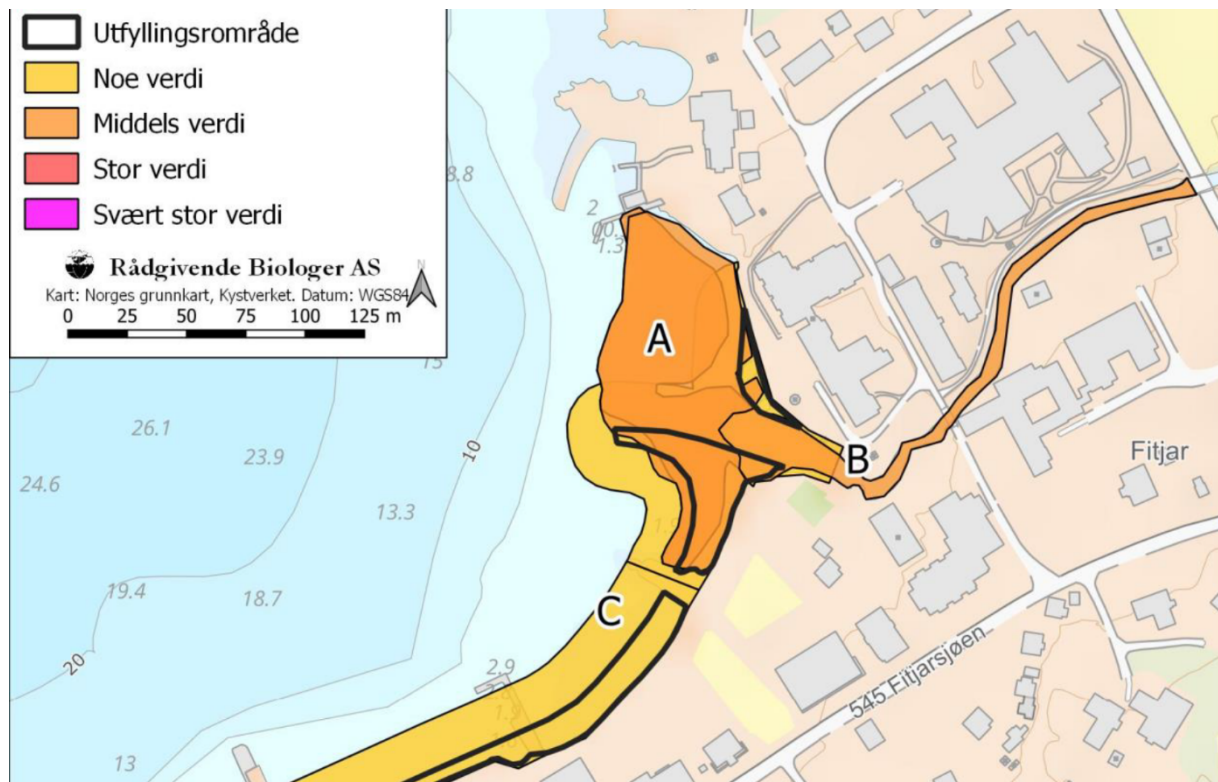 Utfyllingsrområde
Noe verdi
Middels verdi
Stor verdi
Svært stor verdi
Rådgivende Biologer AS
N
Kart: Norges grunnkart, Kystverket. Datum: WGS84
0 25 50 75 100 125 m
8.8
2
1.3
15
A
26.1
23.9
24.6
10
13.3
B
Fitjar
19.4
18.7
C
20
2.9
545 Fitjarsjøen
13